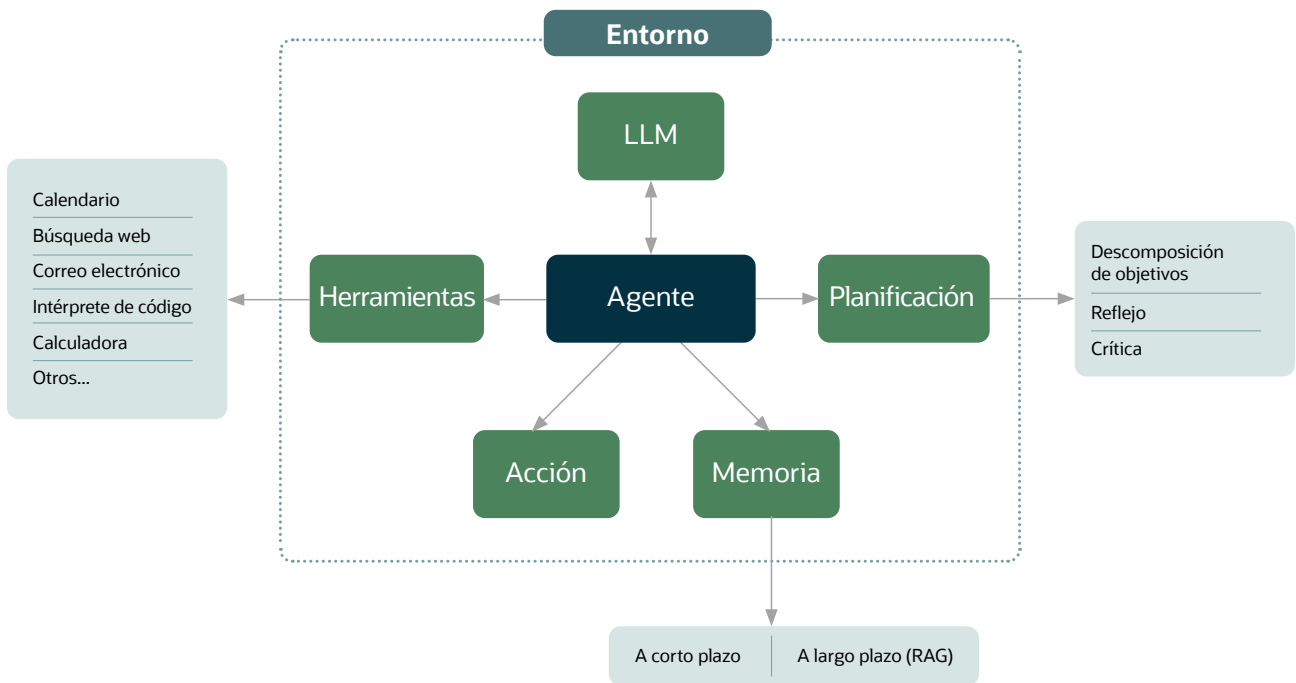 Entorno
LLM
Calendario
Búsqueda web
Correo electrónico
Intérprete de código
Calculadora
Otros...
Herramientas
Agente
Planificación
Descomposición
de objetivos
Reflejo
Crítica
Acción
Memoria
A corto plazo
A largo plazo (RAG)